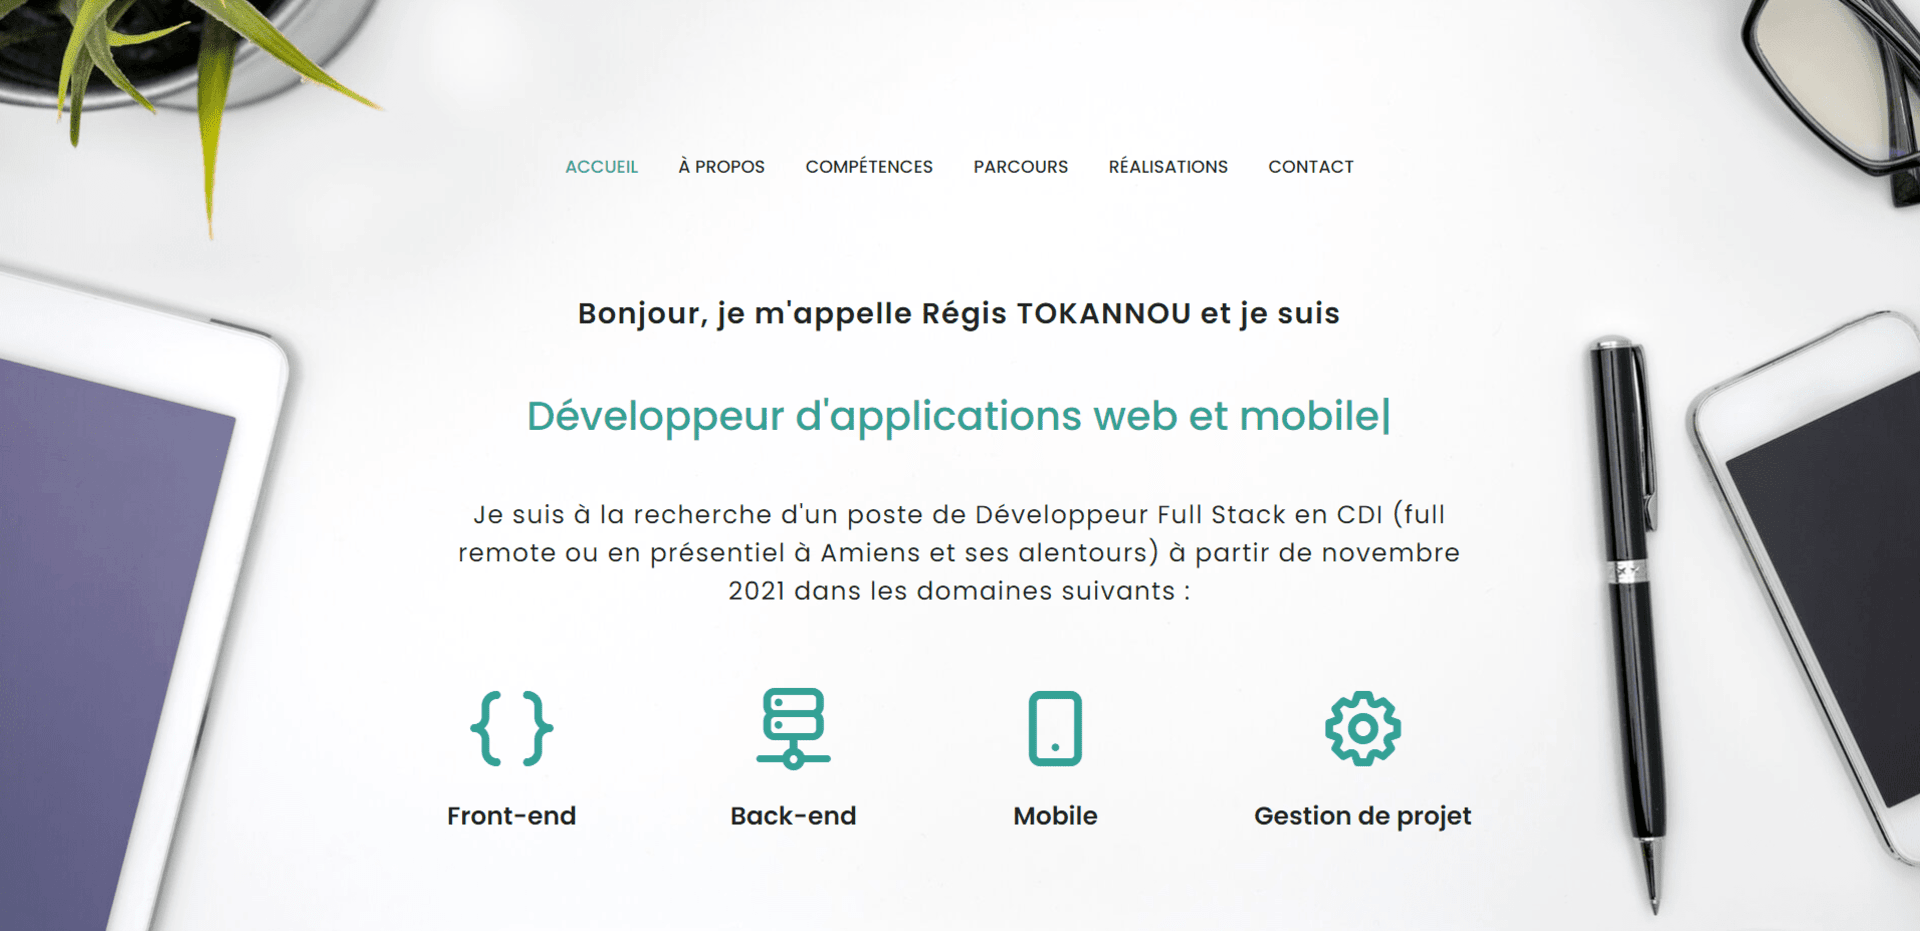 ACCUEIL À PROPOS COMPÉTENCES PARCOURS RÉALISATIONS CONTACT
Bonjour, je m'appelle Régis TOKANNOU et je suis
Développeur d'applications web et mobile|
Je suis à la recherche d'un poste de Développeur Full Stack en CDI (full
remote ou en présentiel à Amiens et ses alentours) à partir de novembre
2021 dans les domaines suivants :
Front-end Back-end Mobile Gestion de projet